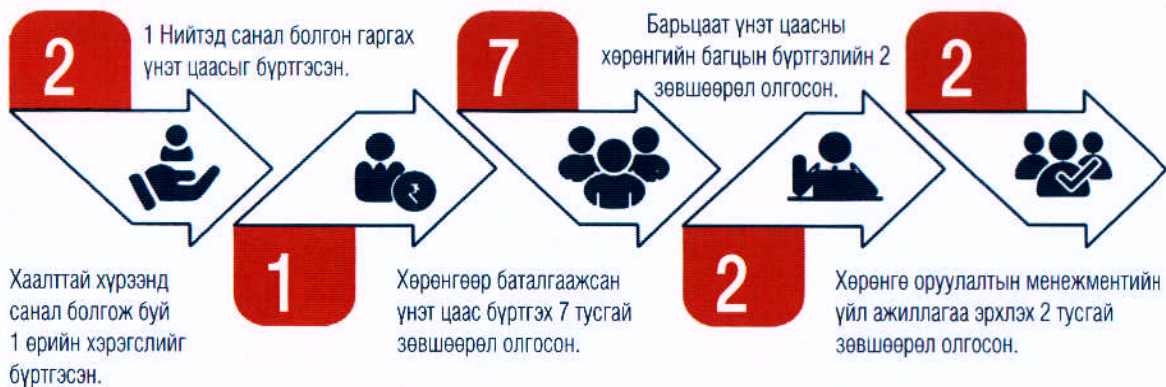 2
Хаалттай хүрээнд
санал болгож буй
1 өрийн хэрэгслийг
бүртгэсэн.
1 Нийтэд санал болгон гаргах
үнэт цаасыг бүртгэсэн.
1
₹
7
Хөрөнгөөр баталгаажсан
үнэт цаас бүртгэх 7 тусгай
зөвшөөрөл олгосон.
Барьцаат үнэт цаасны
хөрөнгийн багцын бүртгэлийн 2
зөвшөөрөл олгосон.
2
2
Хөрөнгө оруулалтын менежментийн
үйл ажиллагаа эрхлэх 2 тусгай
зөвшөөрөл олгосон.